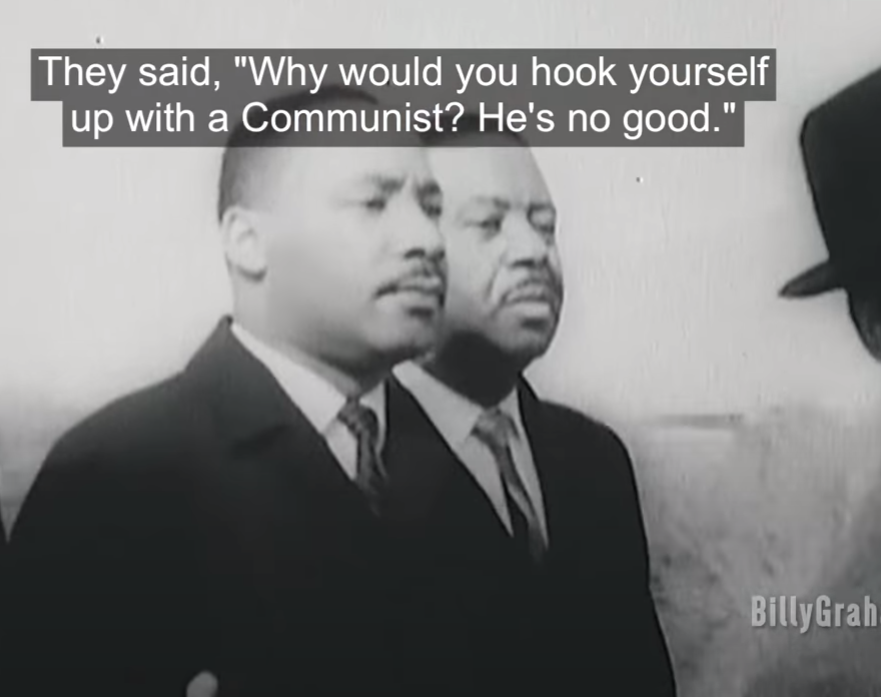 They said, "Why would you hook yourself
up with a Communist? He's no good."
BillyGrah